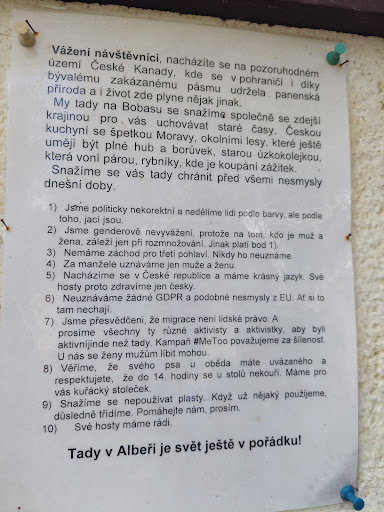 Vážení návštěvníci, nacházíte se na pozoruhodném
území České Kanady, kde se v pohraničí i díky
bývalému zakázanému pásmu udržela panenská
příroda a i život zde plyne nějak jinak.
My tady na Bobasu se snažíme společně se zdejší
krajinou pro vás uchovávat staré časy. Českou
kuchyní se špetkou Moravy, okolními lesy, které ještě
umějí být plné hub a borůvek, starou úzkokolejkou,
která voní párou, rybníky, kde je koupání zážitek.
Snažíme se vás tady chránit před všemi nesmysly
dnešní doby.
1) Jsme politicky nekorektní a nedělíme lidi podle barvy, ale podle
toho, jací jsou.
2) Jsme genderově nevyvážení, protože na tom, kdo je muž a
žena, záleží jen při rozmnožování. Jinak platí bod 1).
3) Nemáme záchod pro třetí pohlaví. Nikdy ho neuznáme.
4) Za manžele uznáváme jen muže a ženu.
5) Nacházíme se v České republice a máme krásný jazyk. Své
hosty proto zdravíme jen česky.
6) Neuznáváme žádné GDPR a podobné nesmysly z EU. Ať si to
tam nechají.
7) Jsme přesvědčeni, že migrace není lidské právo. A
prosíme všechny ty různé aktivisty a aktivistky, aby byli
aktivníjinde než tady. Kampaň #MeToo považujeme za šílenost.
U nás se ženy mužům líbit mohou.
8) Věříme, že svého psa u oběda máte uvázaného a
respektujete, že do 14. hodiny se u stolů nekouří. Máme pro
vás kuřácký stoleček.
9) Snažíme se nepoužívat plasty. Když už nějaký použijeme,
důsledně třídíme. Pomáhejte nám, prosím.
10) Své hosty máme rádi.
Tady v Albeři je svět ještě v pořádku!